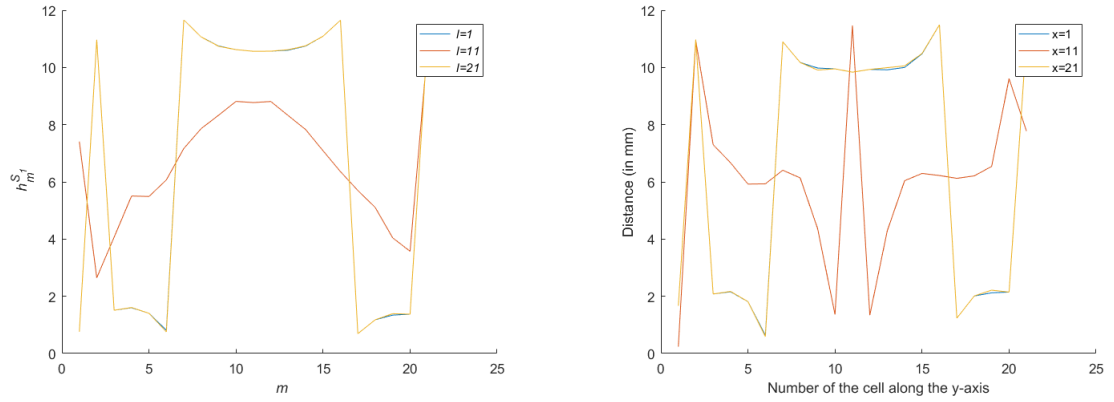 12
10
8
6
4
2
0
0
5
10
15
20
25
h_m^{S_1}
m
l=1
l=11
l=21
12
10
8
6
4
2
0
0
5
10
15
20
25
Distance (in mm)
Number of the cell along the y-axis
x=1
x=11
x=21